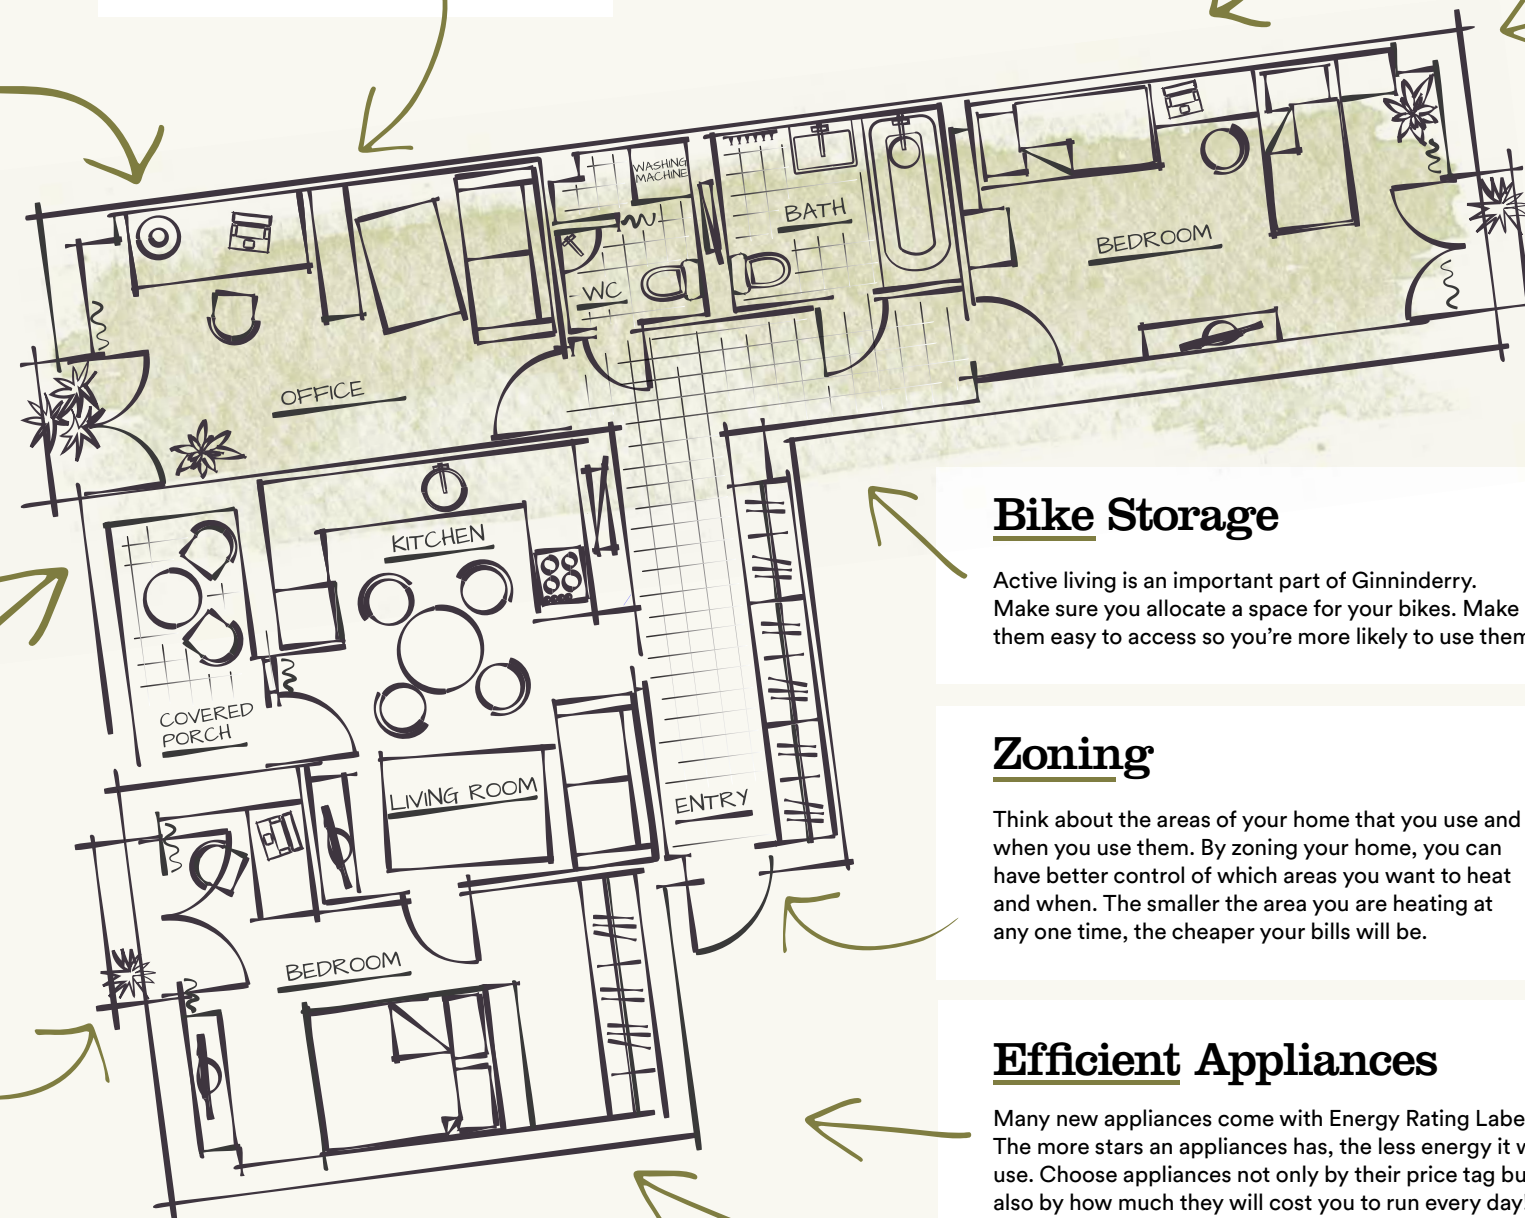 WASHING
MACHINE
BATH
BEDROOM
WC
OFFICE
KITCHEN
COVERED
PORCH
LIVING ROOM
ENTRY
BEDROOM
Bike Storage
Active living is an important part of Ginninderry.
Make sure you allocate a space for your bikes. Make
them easy to access so you're more likely to use them
Zoning
Think about the areas of your home that you use and
when you use them. By zoning your home, you can
have better control of which areas you want to heat
and when. The smaller the area you are heating at
any one time, the cheaper your bills will be.
Efficient Appliances
Many new appliances come with Energy Rating Labe
The more stars an appliances has, the less energy it w
use. Choose appliances not only by their price tag bu
also by how much they will cost you to run every day